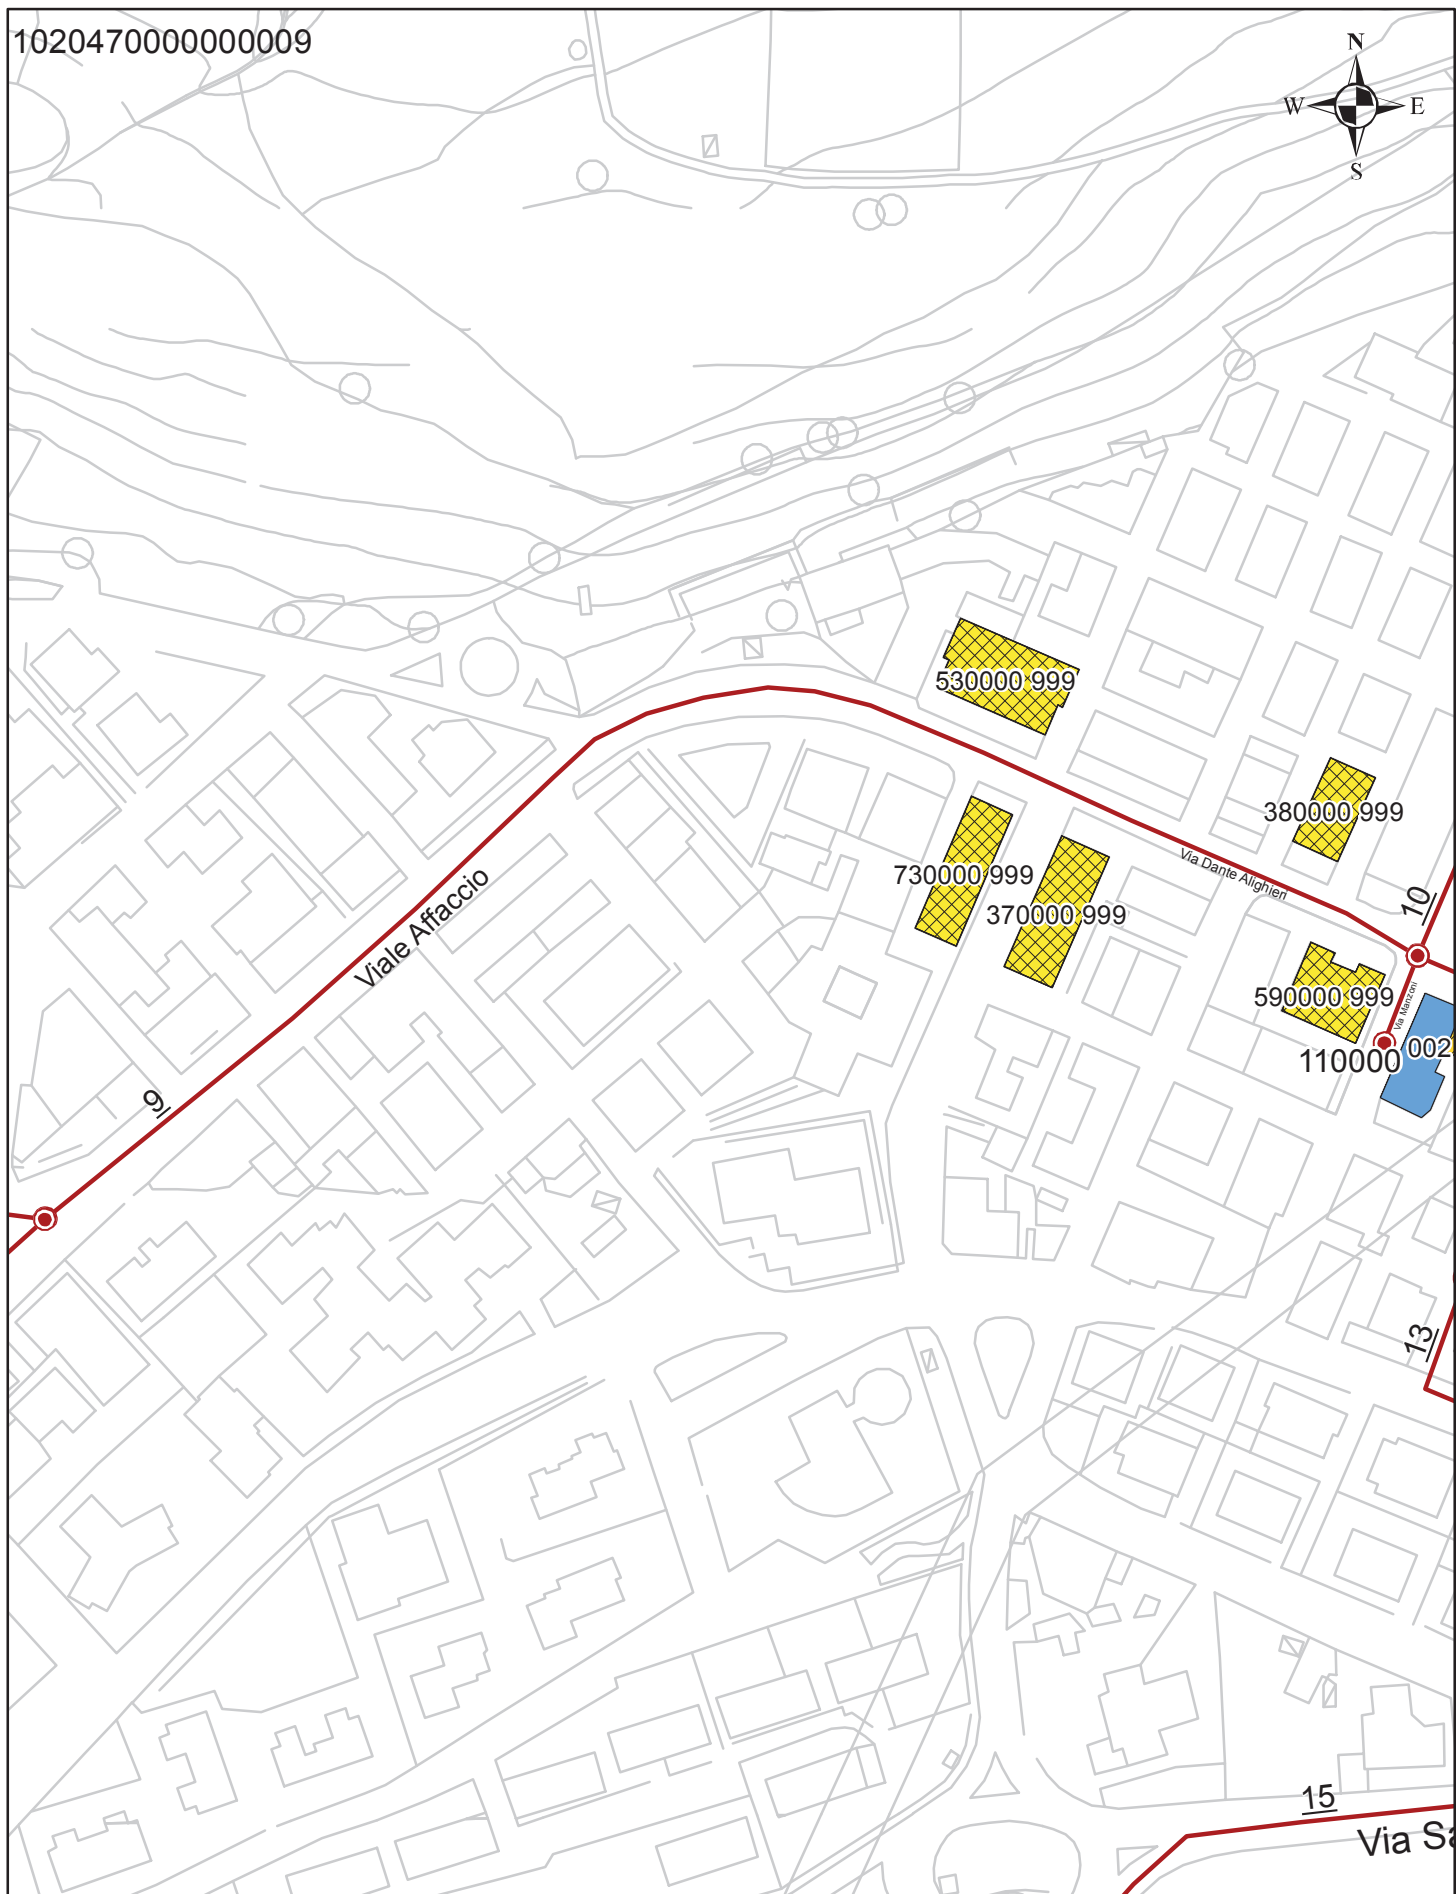 1020470000000009
N
W E
S
530000 999
380000 999
Via Dante Alighieri
730000 999
370000 999
10
Viale Affaccio
590000 999
Via Manzoni
110000 002
9
13
15
Via Sa